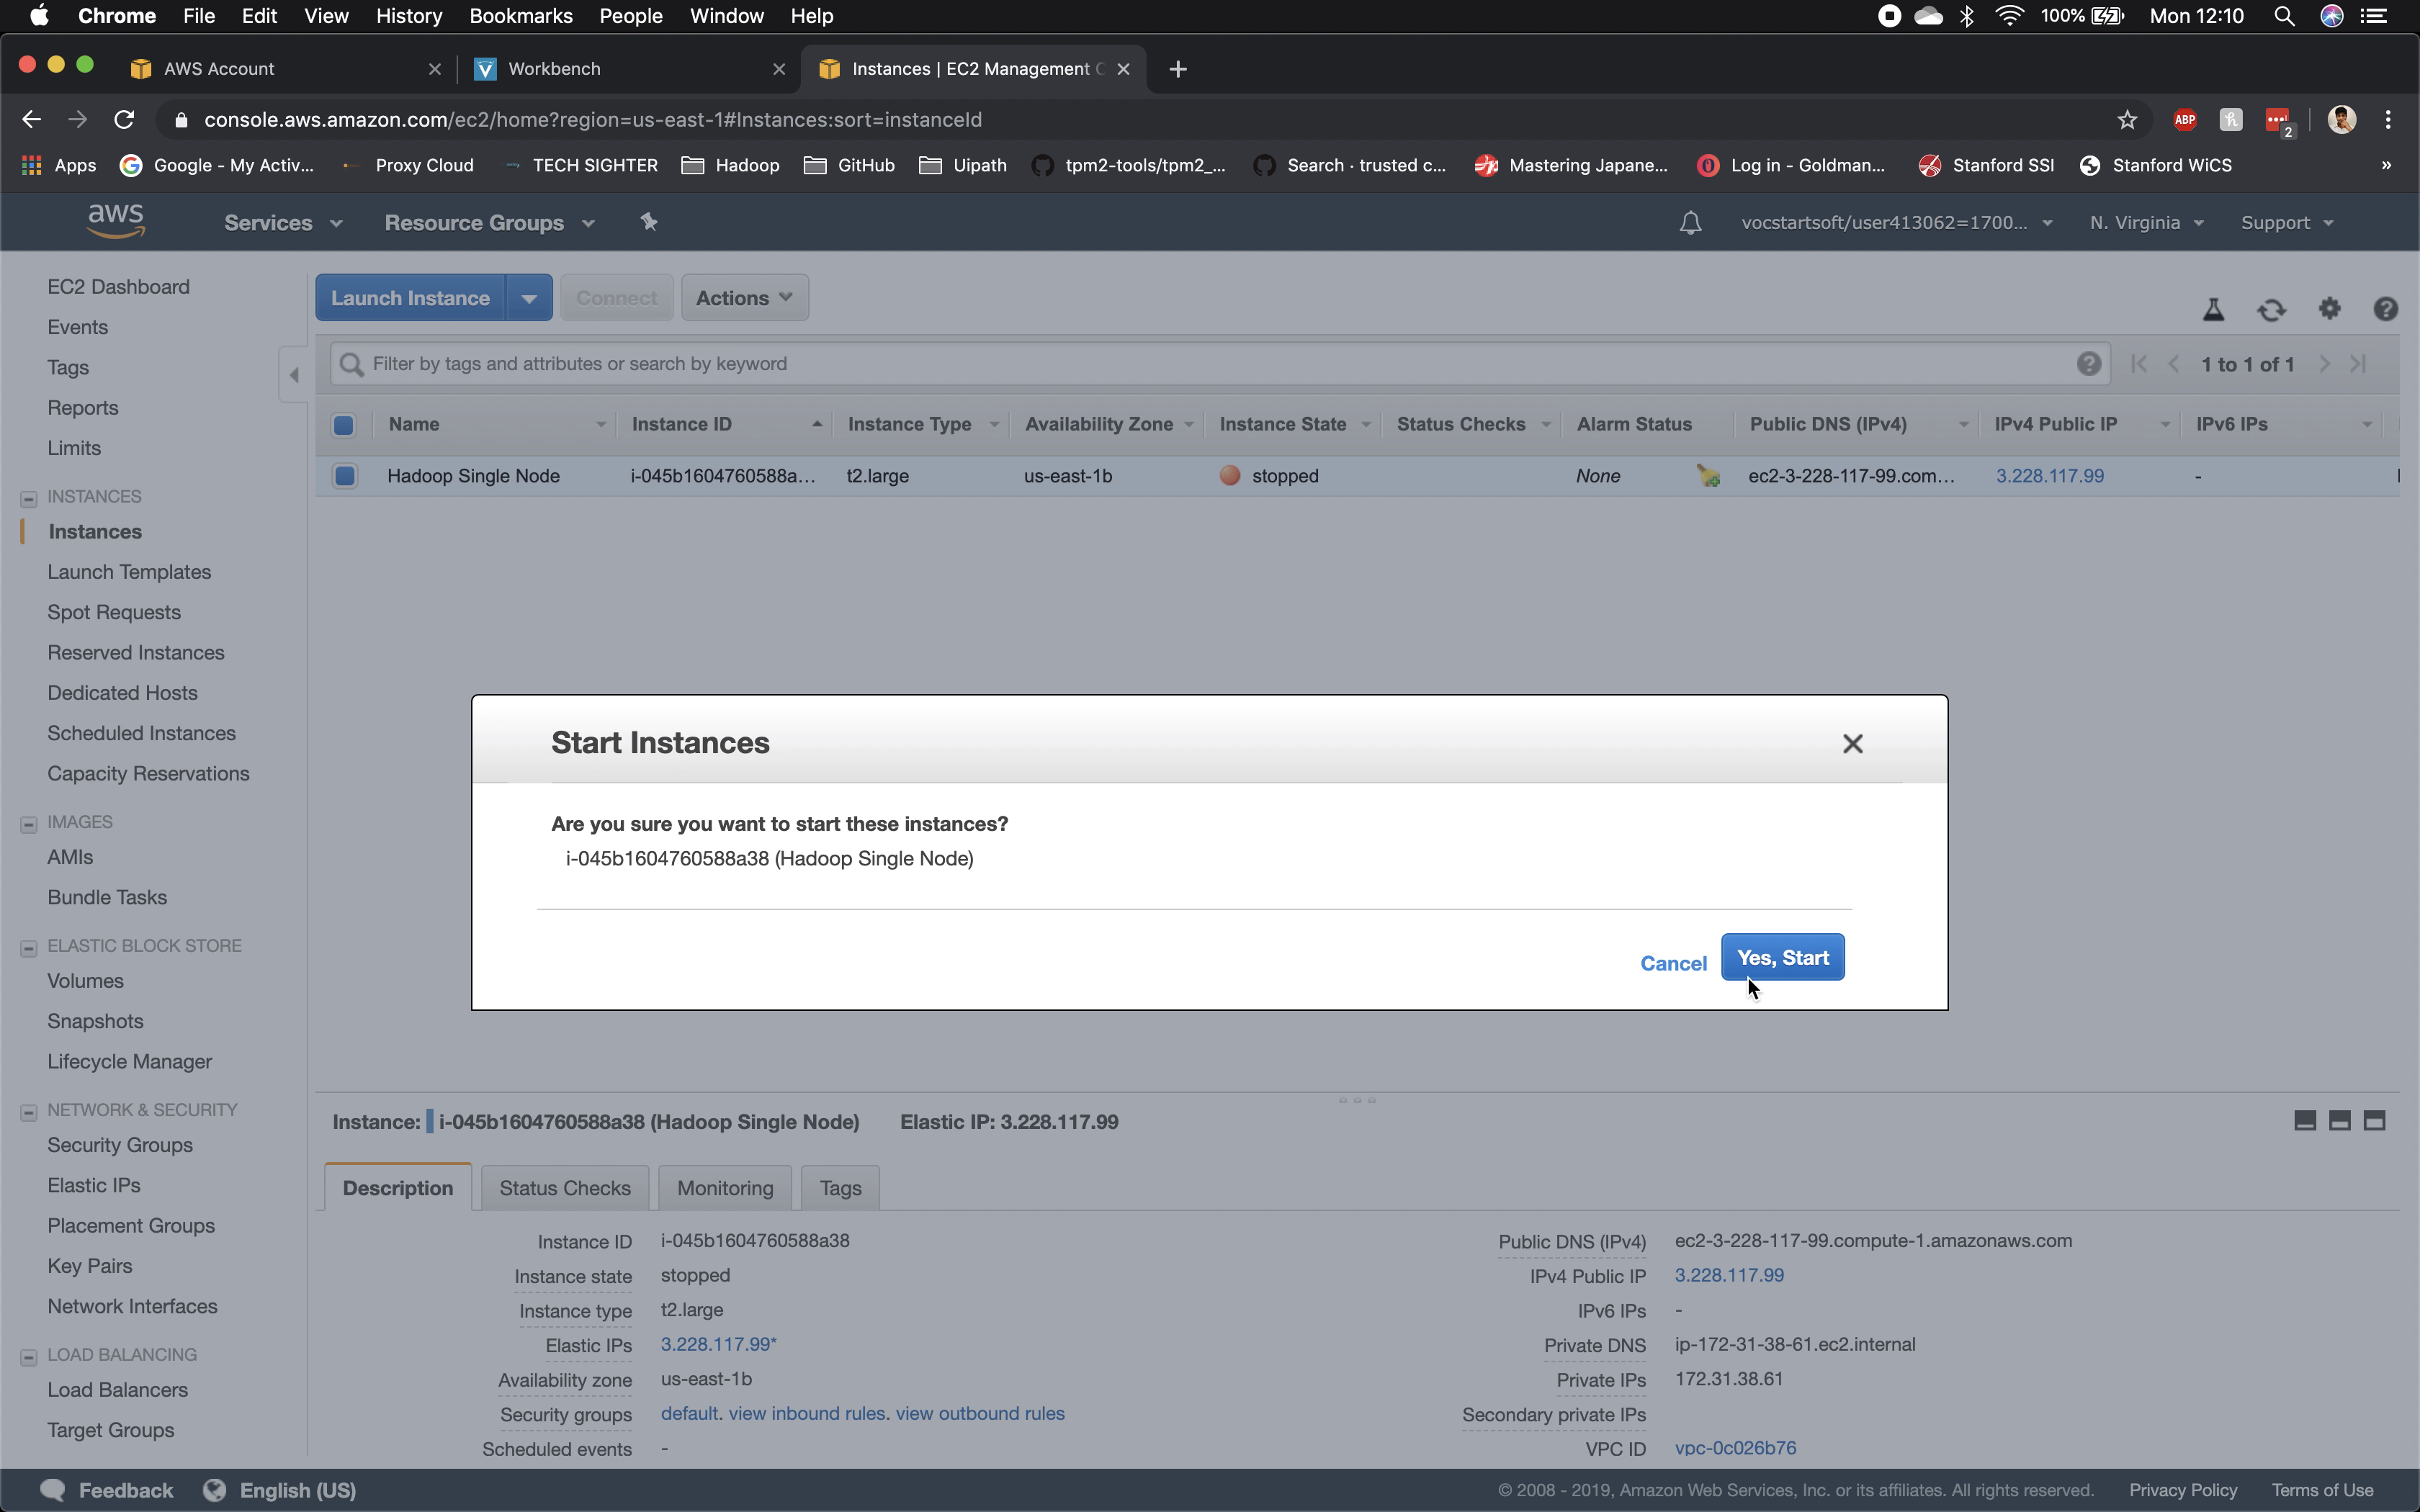 Chrome File Edit View History Bookmarks People Window Help 100% Mon 12:10
AWS Account Workbench Instances | EC2 Management C
console.aws.amazon.com/ec2/home?region=us-east-1#Instances:sort=instanceId ABP 2
Apps Google - My Activ... Proxy Cloud TECH SIGHTER Hadoop GitHub Uipath tpm2-tools/tpm2_... Search · trusted c... Mastering Japane... Log in - Goldman... Stanford SSI Stanford WiCS »
aws Services Resource Groups vocstartsoft/user413062=1700... N. Virginia Support
EC2 Dashboard
Events
Tags
Reports
Limits
INSTANCES
Instances
Launch Templates
Spot Requests
Reserved Instances
Dedicated Hosts
Scheduled Instances
Capacity Reservations
IMAGES
AMIs
Bundle Tasks
ELASTIC BLOCK STORE
Volumes
Snapshots
Lifecycle Manager
NETWORK & SECURITY
Security Groups
Elastic IPs
Placement Groups
Key Pairs
Network Interfaces
LOAD BALANCING
Load Balancers
Target Groups
Launch Instance Connect Actions
Filter by tags and attributes or search by keyword 1 to 1 of 1
Name Instance ID Instance Type Availability Zone Instance State Status Checks Alarm Status Public DNS (IPv4) IPv4 Public IP IPv6 IPs
Hadoop Single Node i-045b1604760588a... t2.large us-east-1b stopped None ec2-3-228-117-99.com... 3.228.117.99 -
Start Instances
Are you sure you want to start these instances?
i-045b1604760588a38 (Hadoop Single Node)
Cancel Yes, Start
Instance: i-045b1604760588a38 (Hadoop Single Node) Elastic IP: 3.228.117.99
Description Status Checks Monitoring Tags
Instance ID i-045b1604760588a38
Instance state stopped
Instance type t2.large
Elastic IPs 3.228.117.99*
Availability zone us-east-1b
Security groups default. view inbound rules. view outbound rules
Scheduled events -
Public DNS (IPv4) ec2-3-228-117-99.compute-1.amazonaws.com
IPv4 Public IP 3.228.117.99
IPv6 IPs -
Private DNS ip-172-31-38-61.ec2.internal
Private IPs 172.31.38.61
Secondary private IPs
VPC ID vpc-0c026b76
Feedback English (US) © 2008 - 2019, Amazon Web Services, Inc. or its affiliates. All rights reserved. Privacy Policy Terms of Use